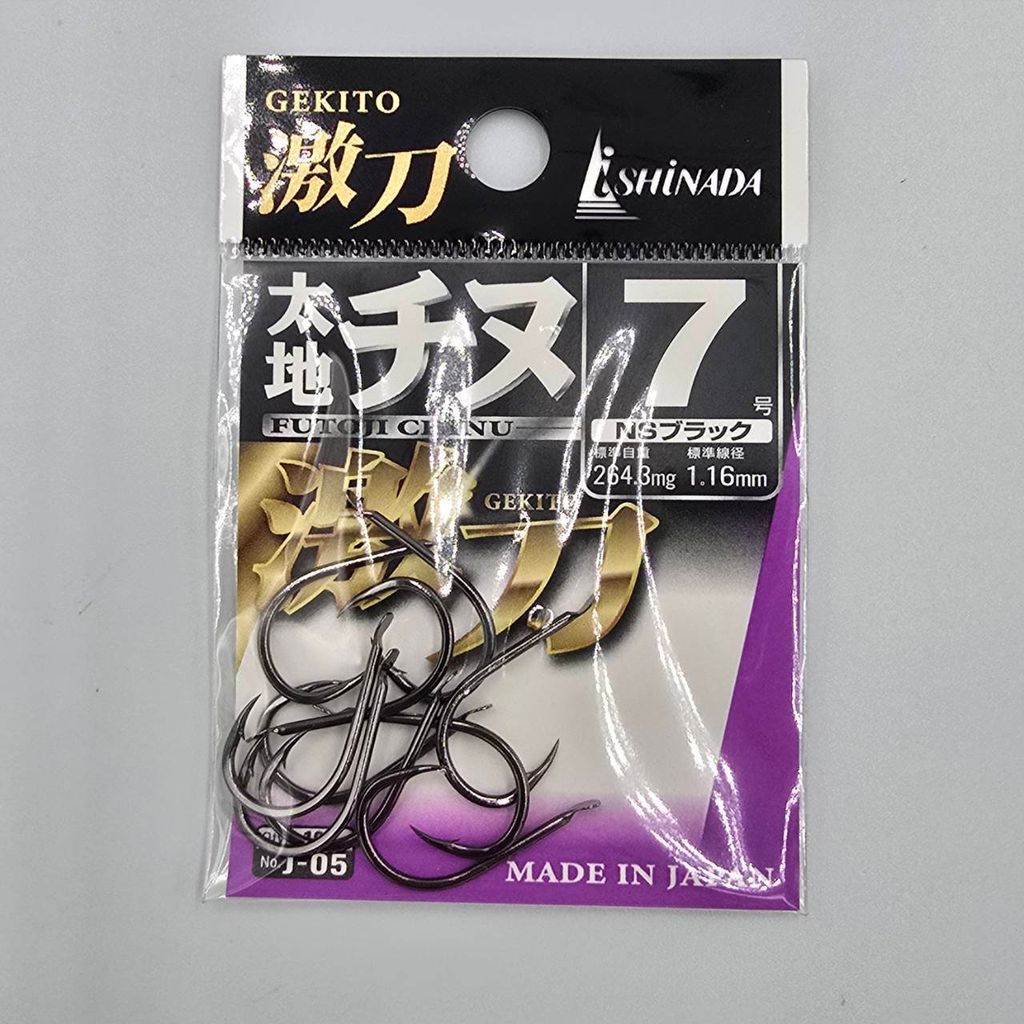 GEKITO
激刀
iSHiNADA
太地チヌ
FUTOJI CHINU
7号
NSブラック
標準自重 標準線径
264.3mg 1.16mm
激刀
GEKITO
No.J-05
MADE IN JAPAN